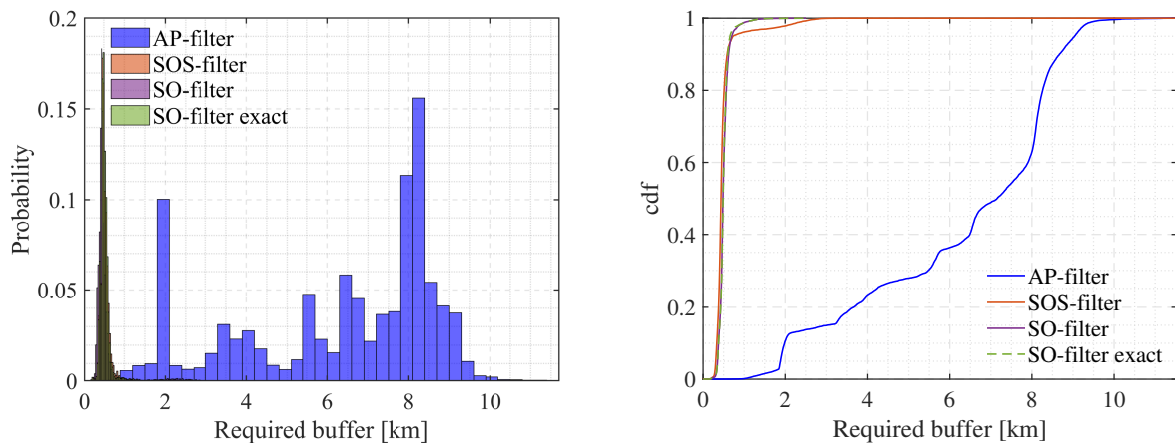 0.2
0.15
0.1
0.05
0
Probability
AP-filter
SOS-filter
SO-filter
SO-filter exact
0 2 4 6 8 10
Required buffer [km]
1
0.8
0.6
0.4
0.2
0
cdf
AP-filter
SOS-filter
SO-filter
SO-filter exact
0 2 4 6 8 10
Required buffer [km]